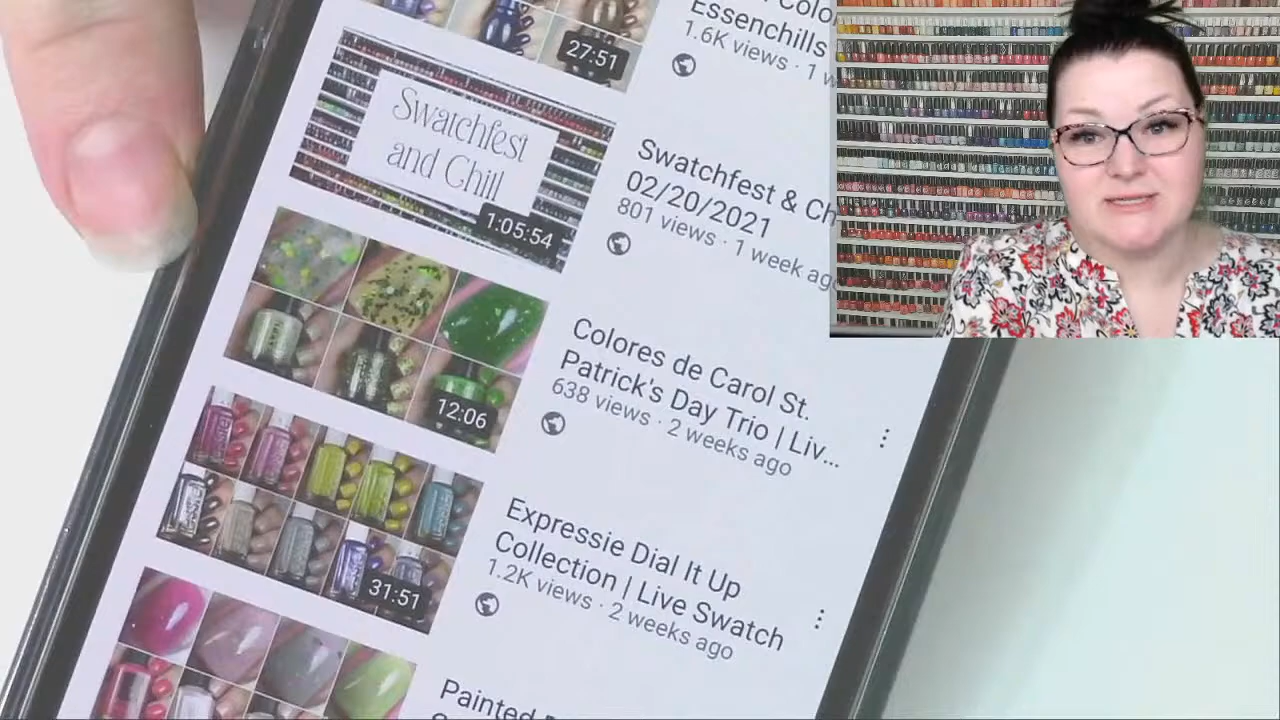 Essenchills
1.6K views · 1 w
27:51
Swatchfest
and Chill
1:05:54
Swatchfest & Ch
02/20/2021
801 views · 1 week ago
Colores de Carol St.
Patrick's Day Trio | Liv...
638 views · 2 weeks ago
12:06
Expressie Dial It Up
Collection | Live Swatch
1.2K views · 2 weeks ago
31:51
Painted